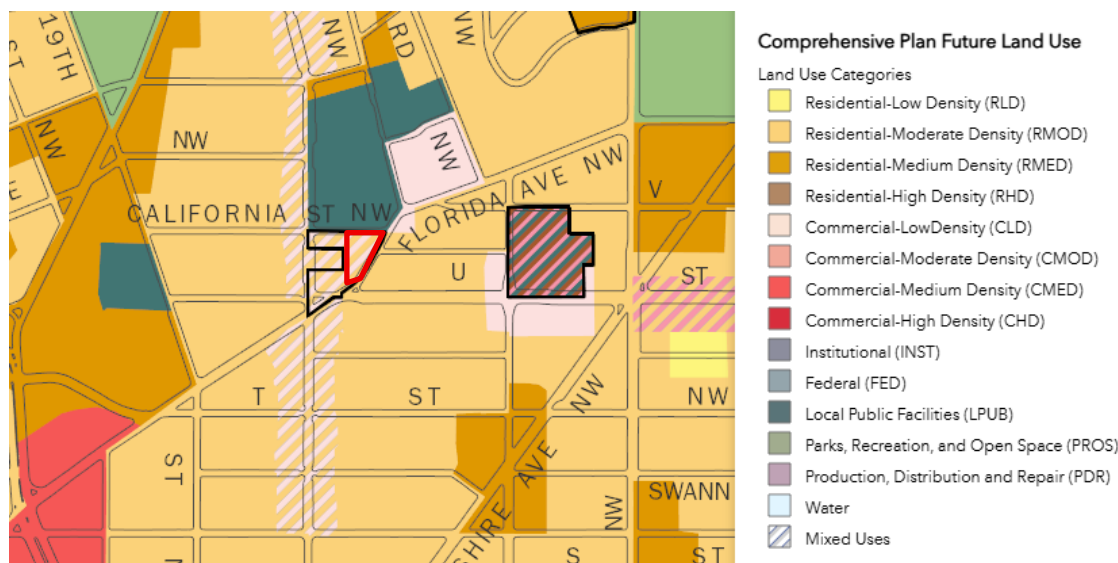 19TH
ST
NW
RD
NW
NW
NW
NW
E
CALIFORNIA ST NW
FLORIDA AVE NW
V
U
ST
T
ST
NW
NW
ST
SHIRE AVE
NW
SWANN
S
ST
Comprehensive Plan Future Land Use
Land Use Categories
Residential-Low Density (RLD)
Residential-Moderate Density (RMOD)
Residential-Medium Density (RMED)
Residential-High Density (RHD)
Commercial-LowDensity (CLD)
Commercial-Moderate Density (CMOD)
Commercial-Medium Density (CMED)
Commercial-High Density (CHD)
Institutional (INST)
Federal (FED)
Local Public Facilities (LPUB)
Parks, Recreation, and Open Space (PROS)
Production, Distribution and Repair (PDR)
Water
Mixed Uses